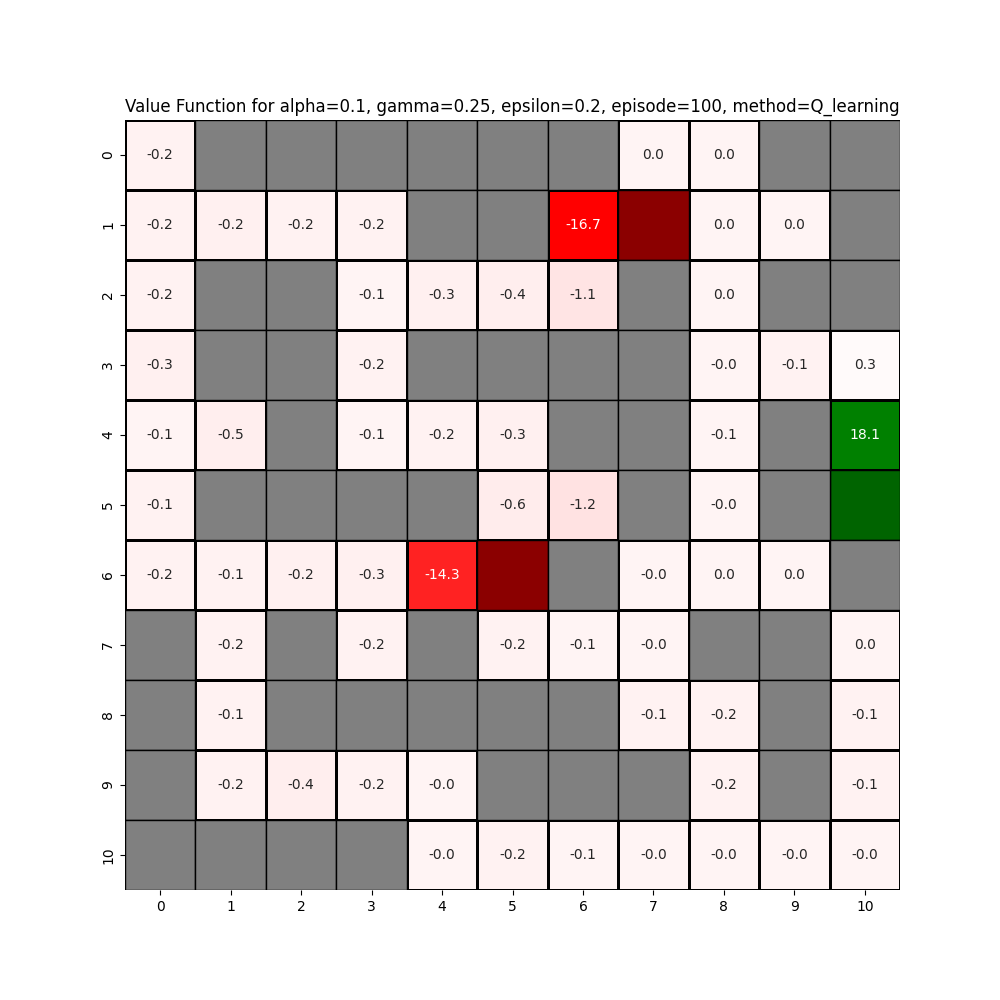 Value Function for alpha=0.1, gamma=0.25, epsilon=0.2, episode=100, method=Q_learning
0 -0.2 0.0 0.0
1 -0.2 -0.2 -0.2 -0.2 -16.7 0.0 0.0
2 -0.2 -0.1 -0.3 -0.4 -1.1 0.0
3 -0.3 -0.2 -0.0 -0.1 0.3
4 -0.1 -0.5 -0.1 -0.2 -0.3 -0.1 18.1
5 -0.1 -0.6 -1.2 -0.0
6 -0.2 -0.1 -0.2 -0.3 -14.3 -0.0 0.0 0.0
7 -0.2 -0.2 -0.2 -0.1 -0.0 0.0
8 -0.1 -0.1 -0.2 -0.1
9 -0.2 -0.4 -0.2 -0.0 -0.2 -0.1
10 -0.0 -0.2 -0.1 -0.0 -0.0 -0.0 -0.0
0 1 2 3 4 5 6 7 8 9 10